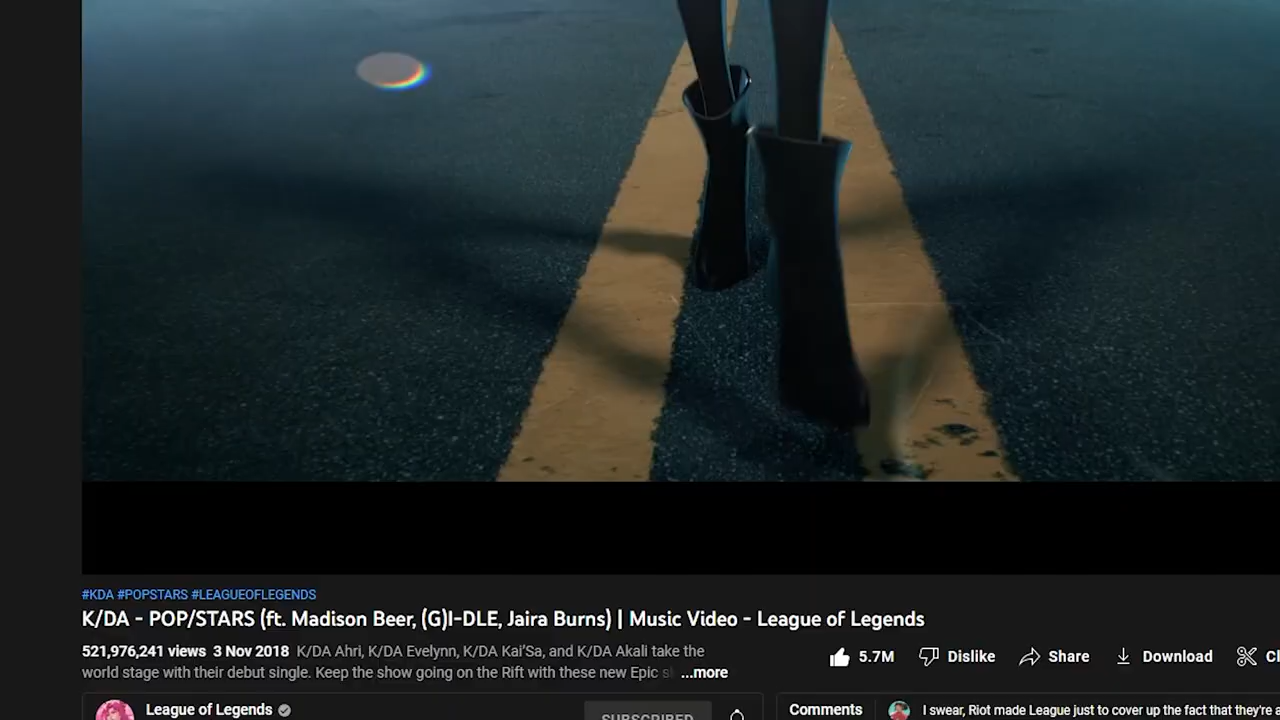 #KDA #POPSTARS #LEAGUEOFLEGENDS
K/DA - POP/STARS (ft. Madison Beer, (G)I-DLE, Jaira Burns) | Music Video - League of Legends
521,976,241 views 3 Nov 2018 K/DA Ahri, K/DA Evelynn, K/DA Kai'Sa, and K/DA Akali take the
world stage with their debut single. Keep the show going on the Rift with these new Epic ...more
5.7M Dislike Share Download
League of Legends
SUBSCRIBED
Comments I swear, Riot made League just to cover up the fact that they're a